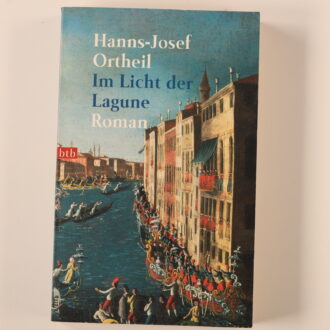 Hanns-Josef
Ortheil
Im Licht der
Lagune
Roman
btb